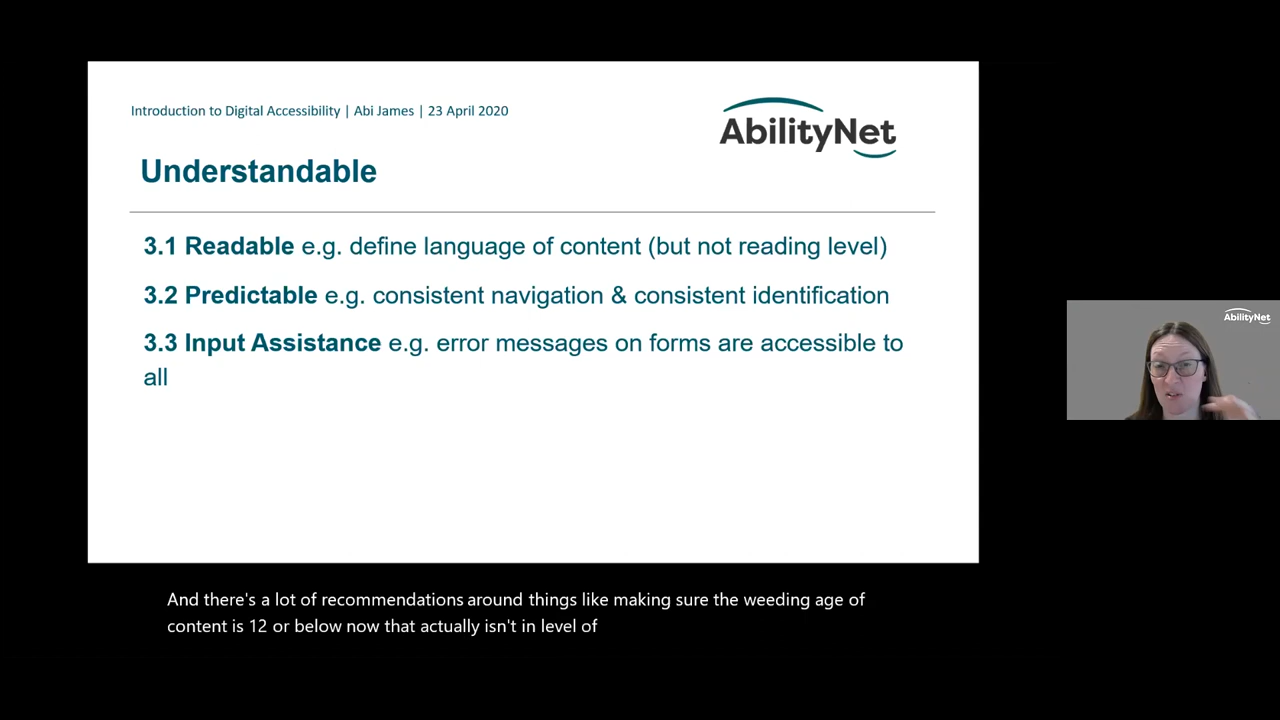 Introduction to Digital Accessibility | Abi James | 23 April 2020
AbilityNet
Understandable
3.1 Readable e.g. define language of content (but not reading level)
3.2 Predictable e.g. consistent navigation & consistent identification
3.3 Input Assistance e.g. error messages on forms are accessible to
all
AbilityNet
And there's a lot of recommendations around things like making sure the weeding age of
content is 12 or below now that actually isn't in level of